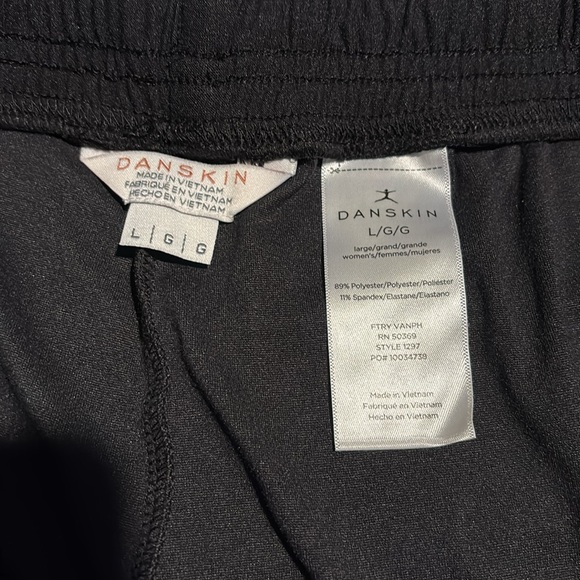 DANSKIN
MADE IN VIETNAM
FABRIQUÉ EN VIETNAM
HECHO EN VIETNAM
L | G | G
DANSKIN
L/G/G
large/grand/grande
women's/femmes/mujeres
89% Polyester/Polyester/Poliéster
11% Spandex/Elastane/Elastano
FTRY VANPH
RN 50369
STYLE 1297
PO# 10034738
Made in Vietnam
Fabriqué en Vietnam
Hecho en Vietnam